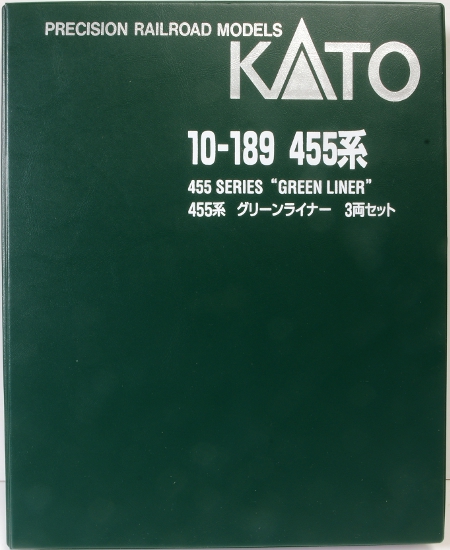 PRECISION RAILROAD MODELS
KATO
10-189 455系
455 SERIES “GREEN LINER”
455系 グリーンライナー 3両セット